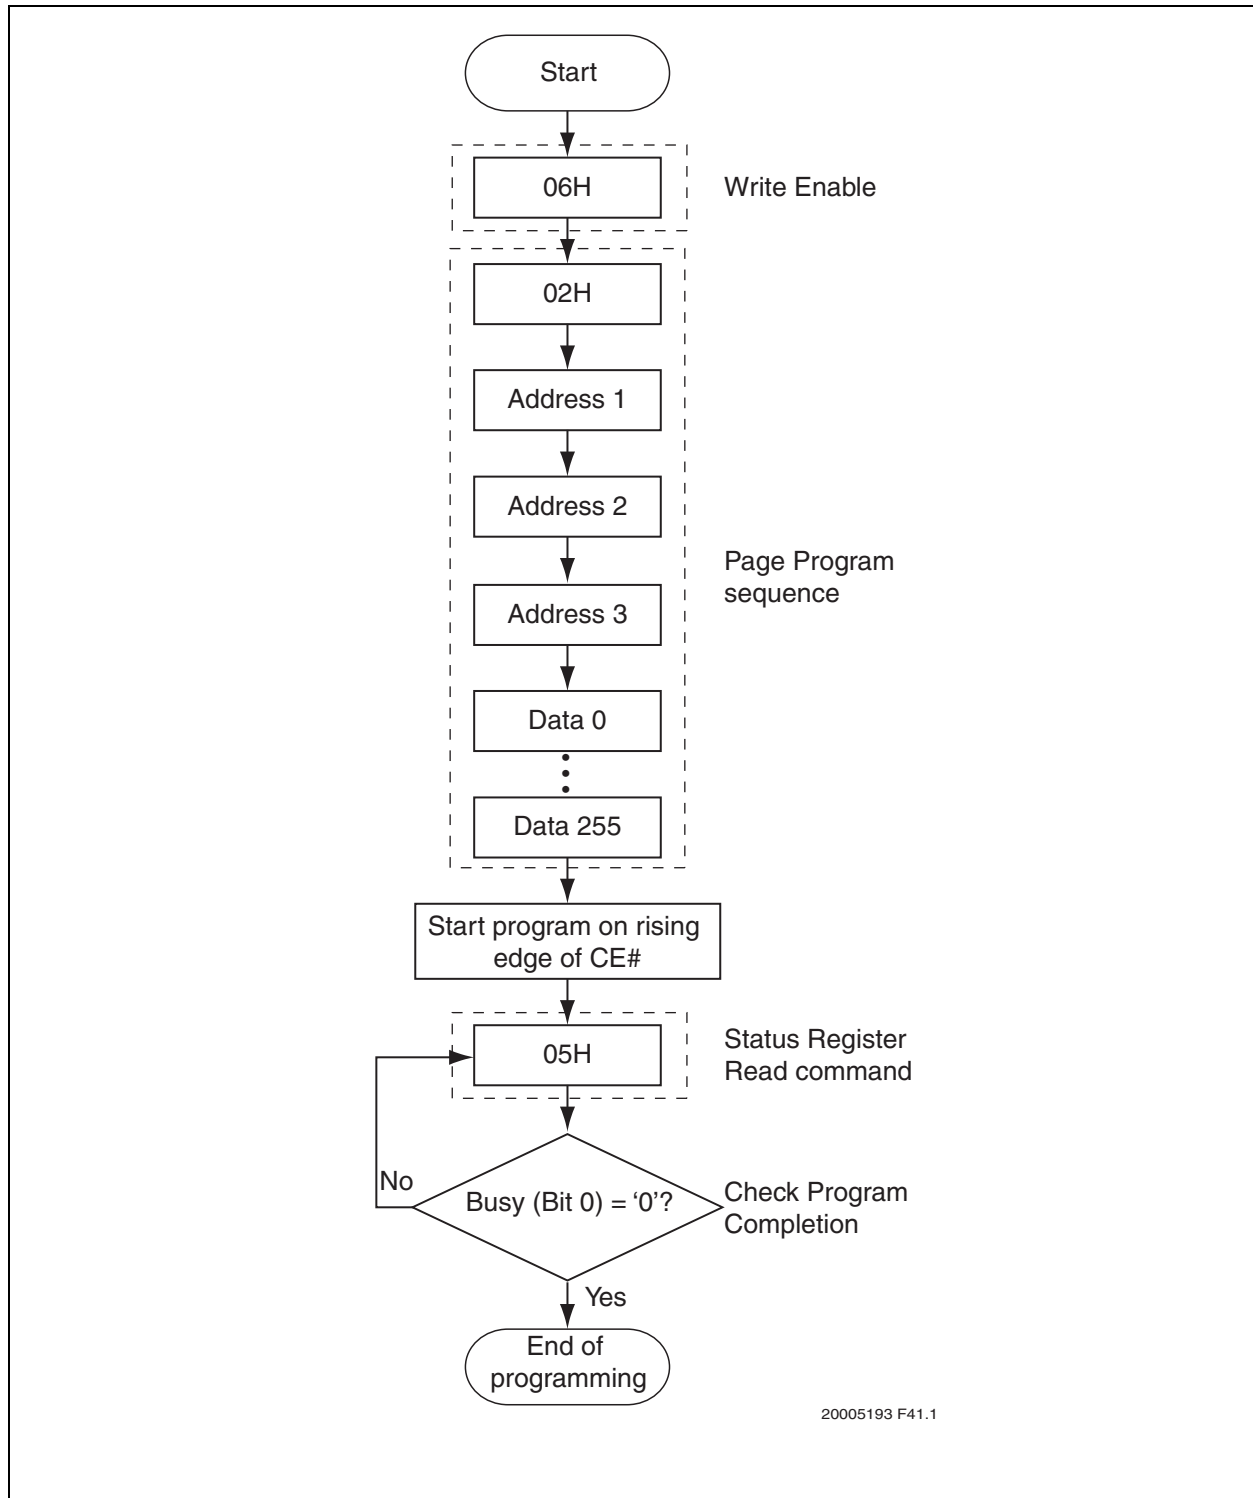 Start
06H
Write Enable
02H
Address 1
Address 2
Address 3
Page Program
sequence
Data 0
Data 255
Start program on rising
edge of CE#
05H
Status Register
Read command
No
Busy (Bit 0) = ‘0’?
Check Program
Completion
Yes
End of
programming
20005193 F41.1